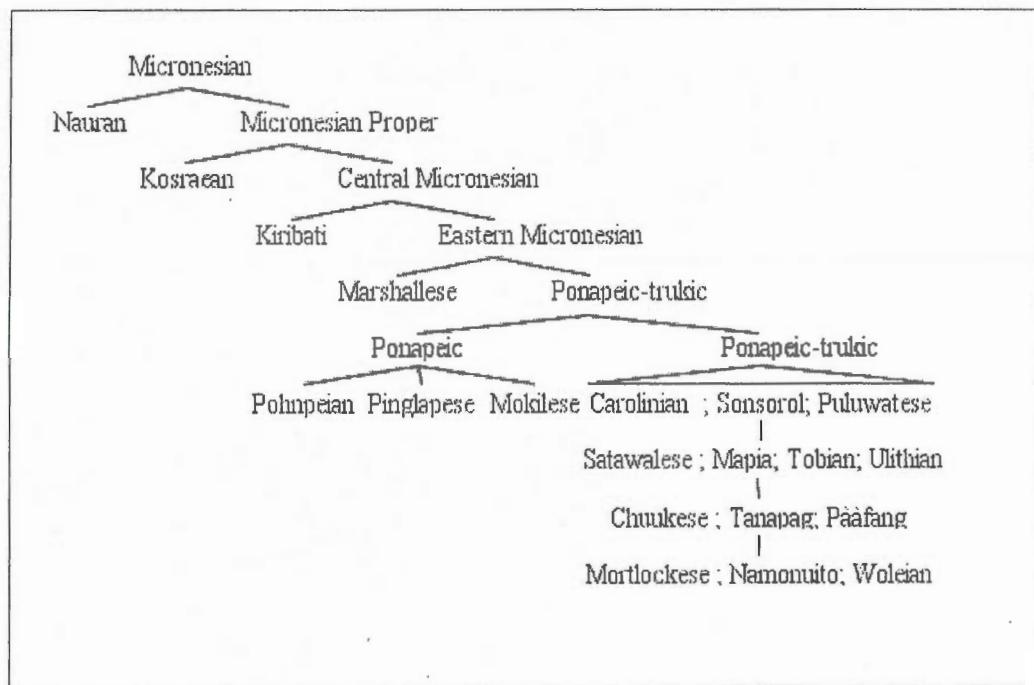 Micronesian
Nauran Micronesian Proper
Kosraean Central Micronesian
Kiribati Eastern Micronesian
Marshallese Ponapeic-trukic
Ponapeic Ponapeic-trukic
Pohnpeian Pinglapese Mokilese Carolinian ; Sonsorol; Puluwatese
Satawalese ; Mapia; Tobian; Ulithian
Chuukese ; Tanapag; Pààfang
Mortlockese ; Namonuito; Woleian